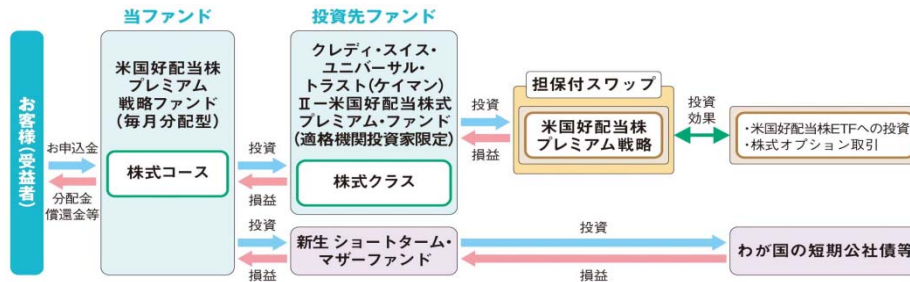 当ファンド
投資先ファンド
お客様(受益者)
お申込金
分配金
償還金等
米国好配当株
プレミアム
戦略ファンド
(毎月分配型)
株式コース
投資
損益
クレディ・スイス・
ユニバーサル・
トラスト(ケイマン)
Ⅱー米国好配当株式
プレミアム・ファンド
(適格機関投資家限定)
株式クラス
投資
損益
担保付スワップ
米国好配当株
プレミアム戦略
投資
効果
・米国好配当株ETFへの投資
・株式オプション取引
投資
損益
新生 ショートターム・
マザーファンド
投資
損益
わが国の短期公社債等